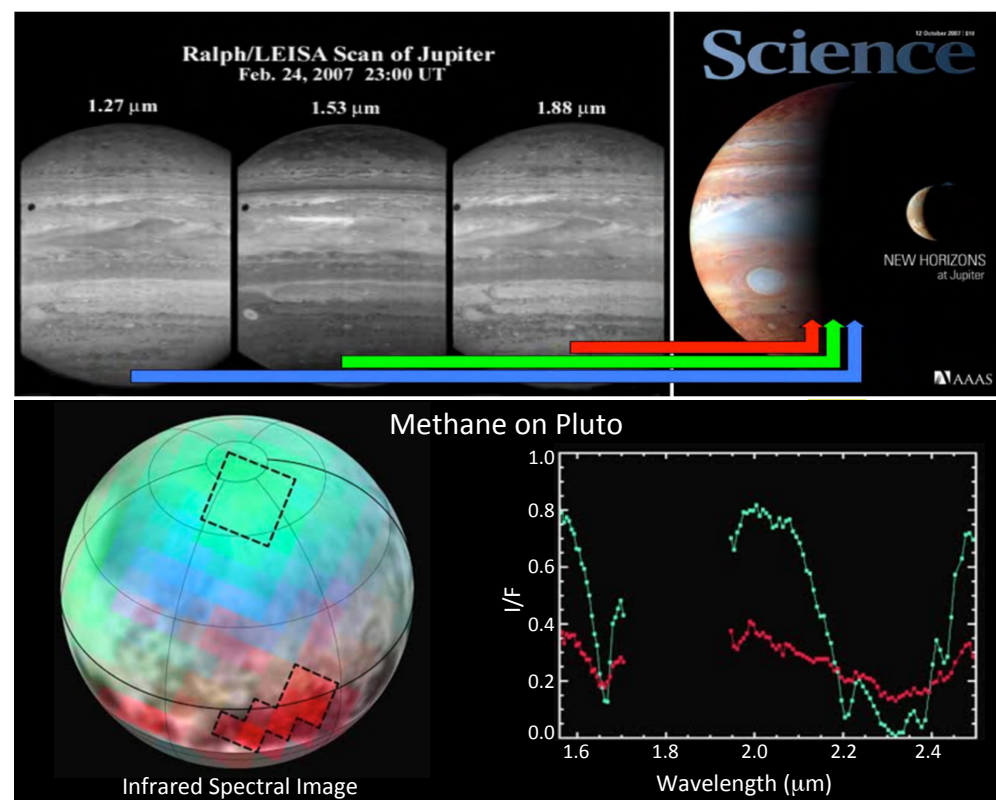 Ralph/LEISA Scan of Jupiter
Feb. 24, 2007 23:00 UT
1.27 μm
1.53 μm
1.88 μm
12 October 2007 | $10
Science
NEW HORIZONS
at Jupiter
AAAS
Methane on Pluto
Infrared Spectral Image
1.0
0.8
0.6
0.4
0.2
0.0
I/F
1.6 1.8 2.0 2.2 2.4
Wavelength (μm)